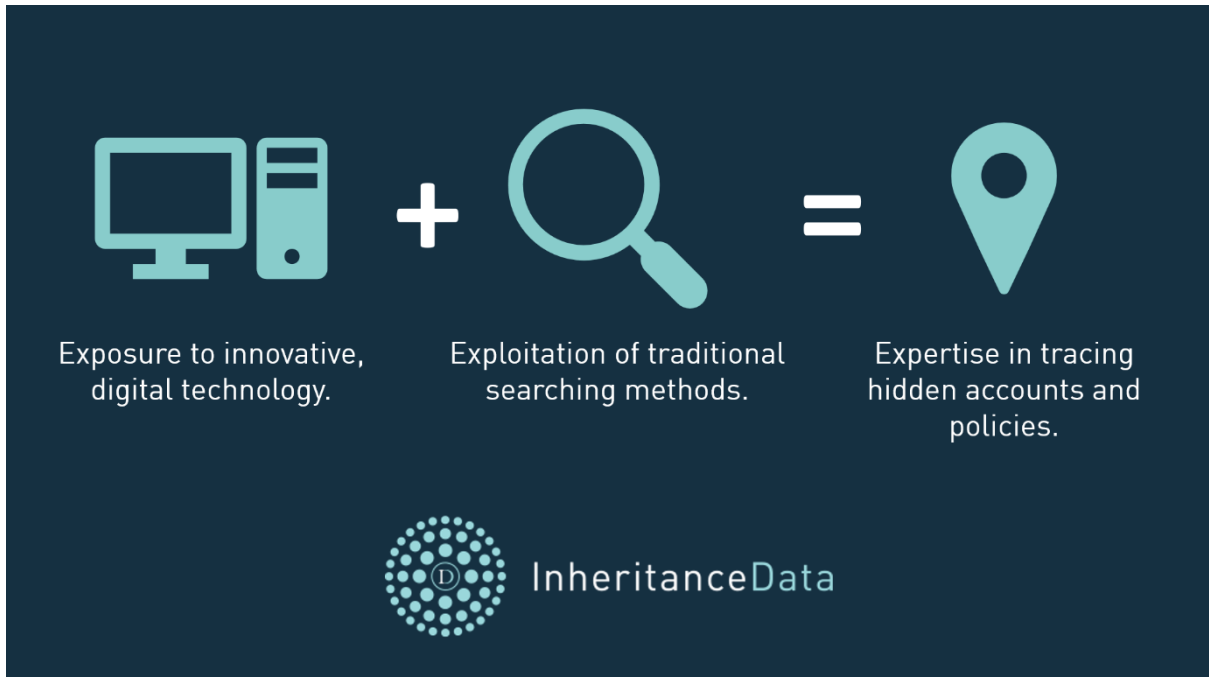 +
=
Exposure to innovative,
digital technology.
Exploitation of traditional
searching methods.
Expertise in tracing
hidden accounts and
policies.
D
InheritanceData